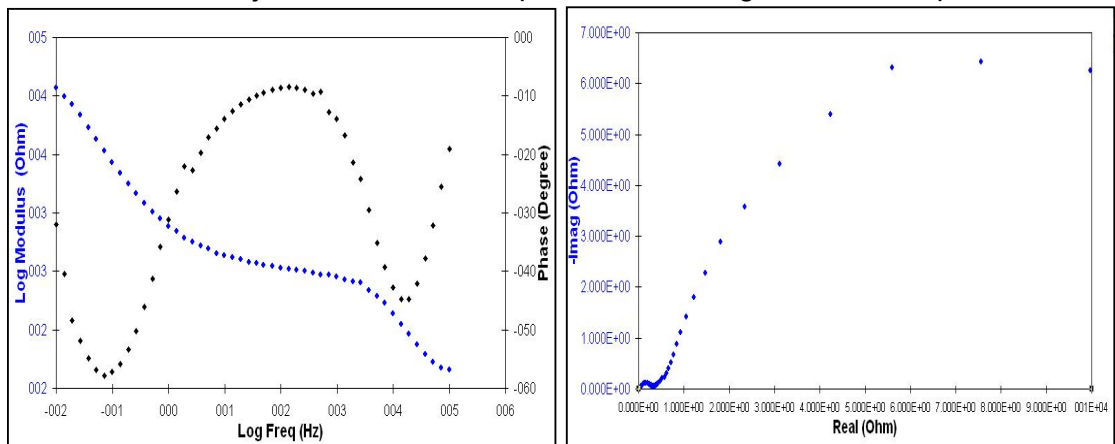 005
004
004
003
003
002
002
Log Modulus (Ohm)
-002
-001
000
001
002
003
004
005
006
Log Freq (Hz)
000
-010
-020
-030
-040
-050
-060
Phase (Degree)
7.000E+00
6.000E+00
5.000E+00
4.000E+00
3.000E+00
2.000E+00
1.000E+00
0.000E+00
-Imag (Ohm)
0.000E+00
1.000E+00
2.000E+00
3.000E+00
4.000E+00
5.000E+00
6.000E+00
7.000E+00
8.000E+00
9.000E+00
001E+04
Real (Ohm)